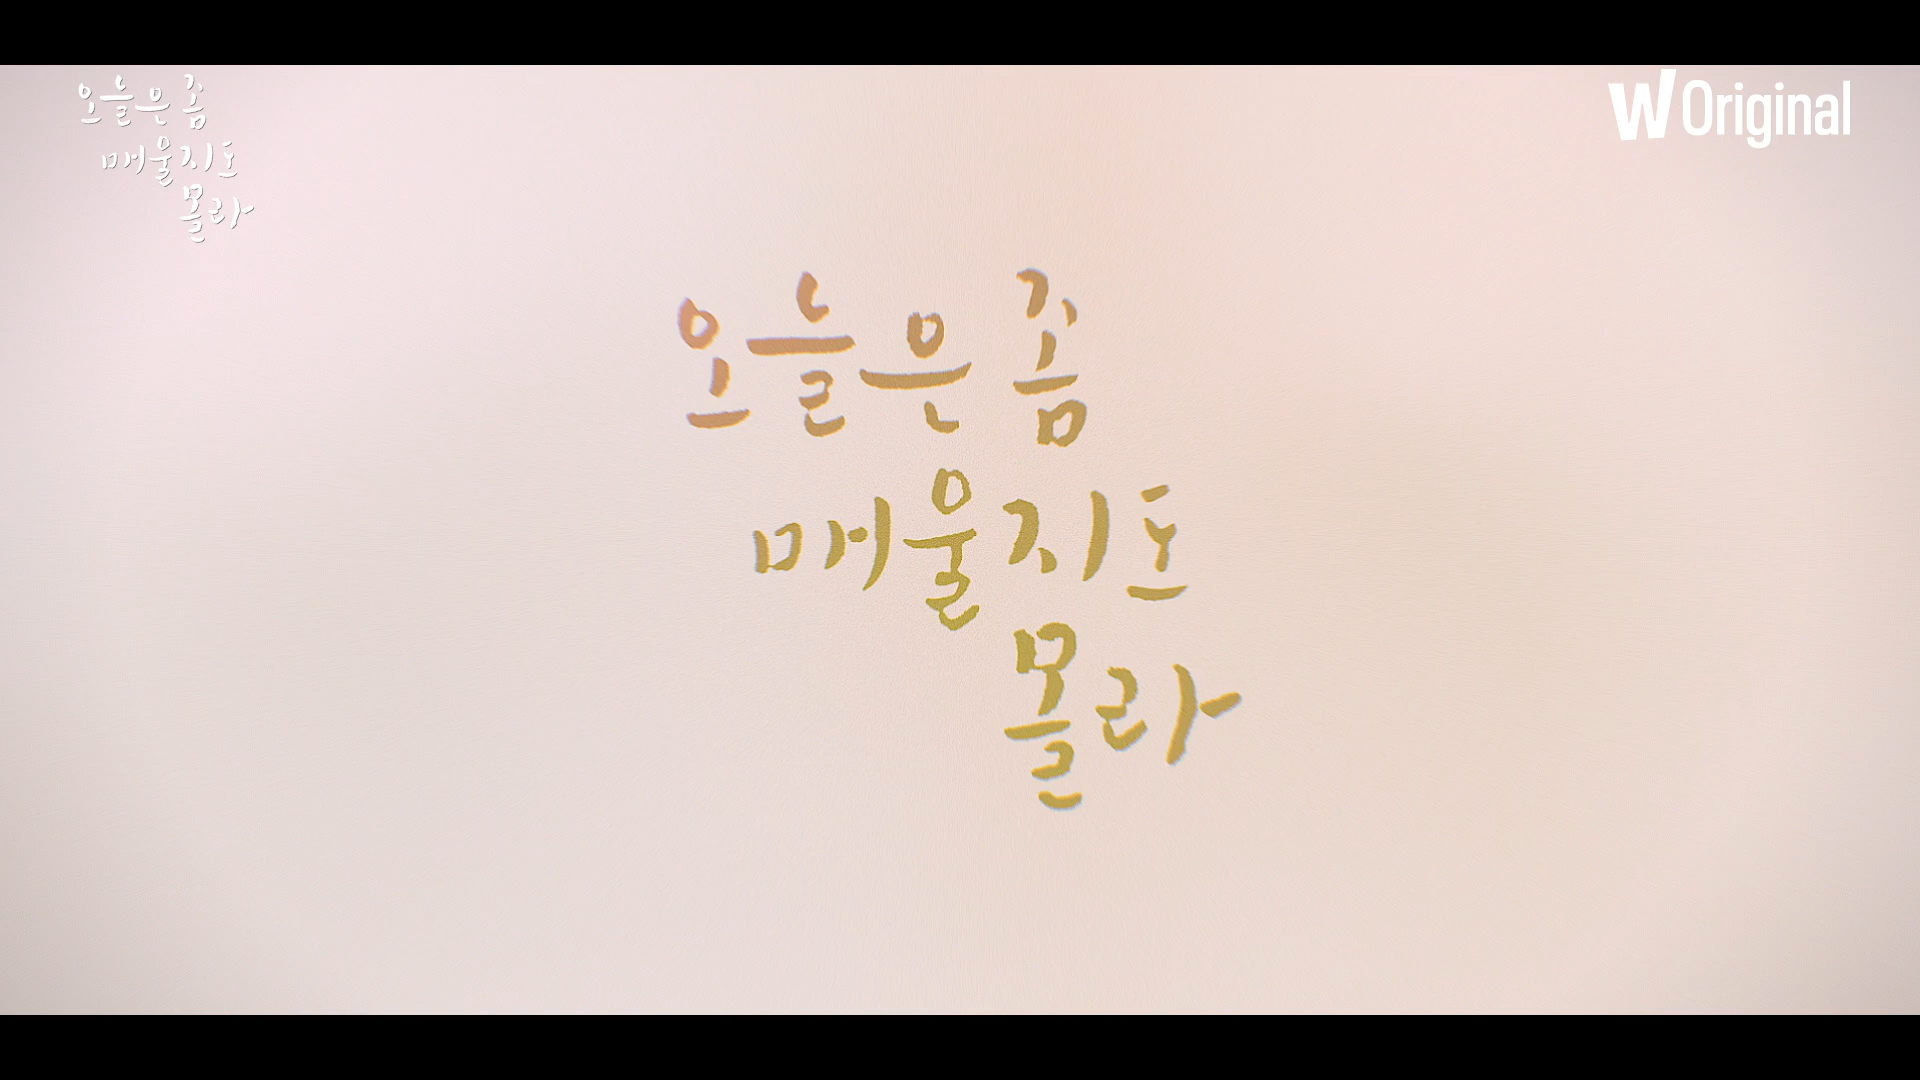 오늘은 좀
매울지도
몰라
W Original
오늘은 좀
매울지도
몰라